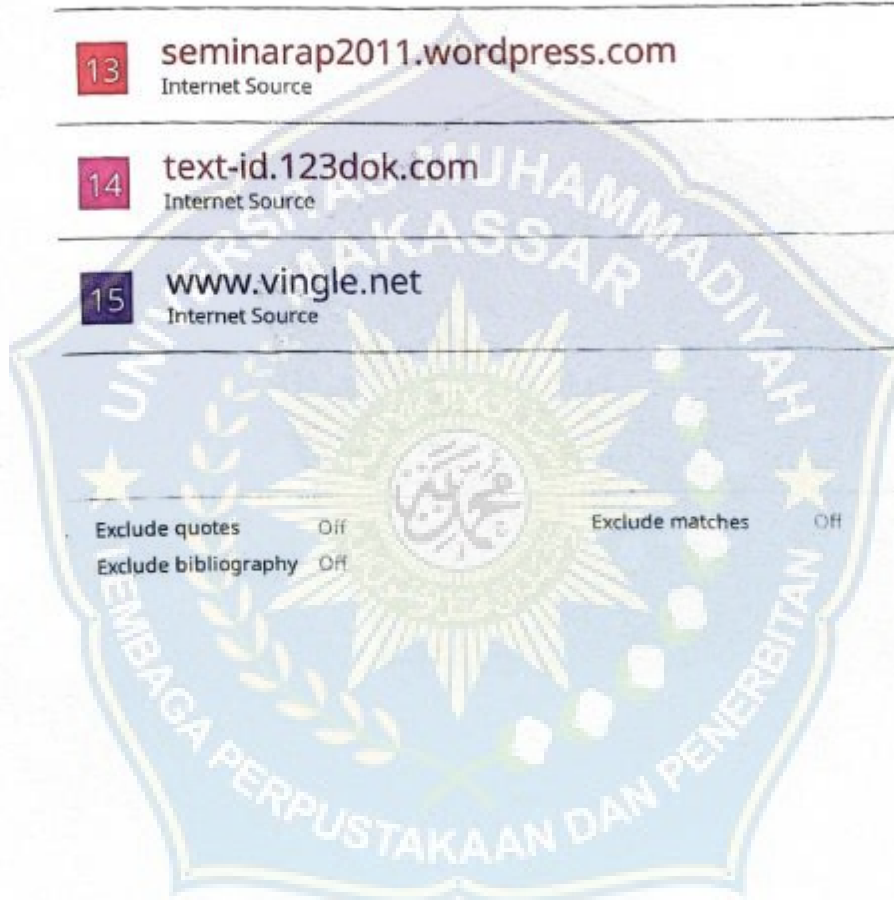 13
seminarap2011.wordpress.com
Internet Source
14
text-id.123dok.com
Internet Source
15
www.vingle.net
Internet Source
UNIVERSITAS MUHAMMADIYAH
MAKASSAR
Exclude quotes Off
Exclude matches Off
Exclude bibliography Off
LEMBAGA PERPUSTAKAAN DAN PENERBITAN